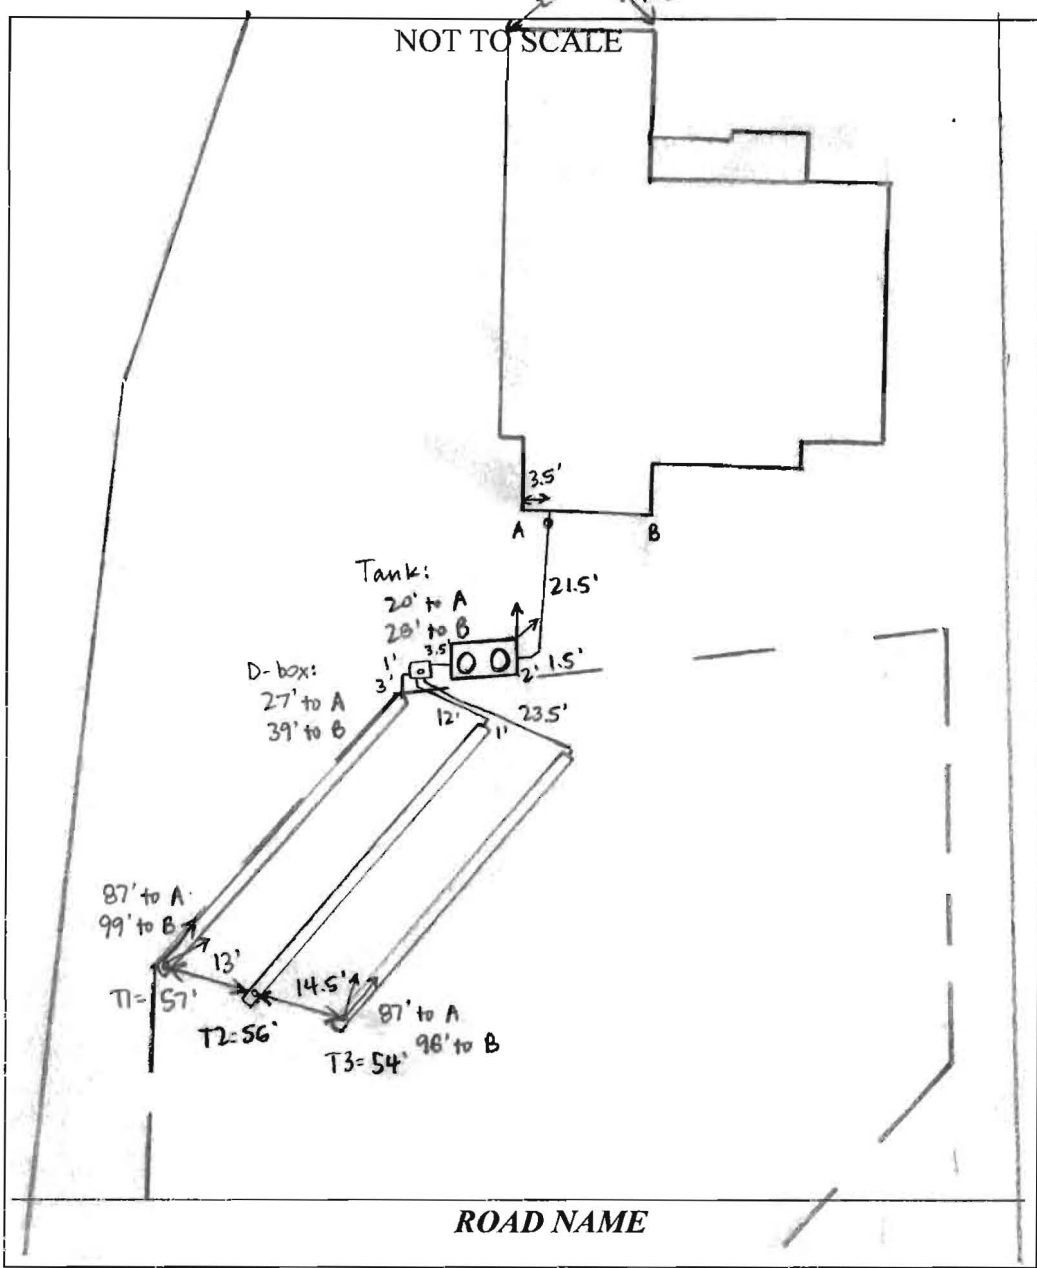 NOT TO SCALE
3.5'
A
B
21.5'
Tank:
20' to A
28' to B
3.5'
1'
2' 1.5'
D-box:
3'
27' to A
39' to B
12'
23.5'
1'
87' to A
99' to B
13'
14.5'
T1= 57'
87' to A
T2=56'
98' to B
T3=54'
ROAD NAME